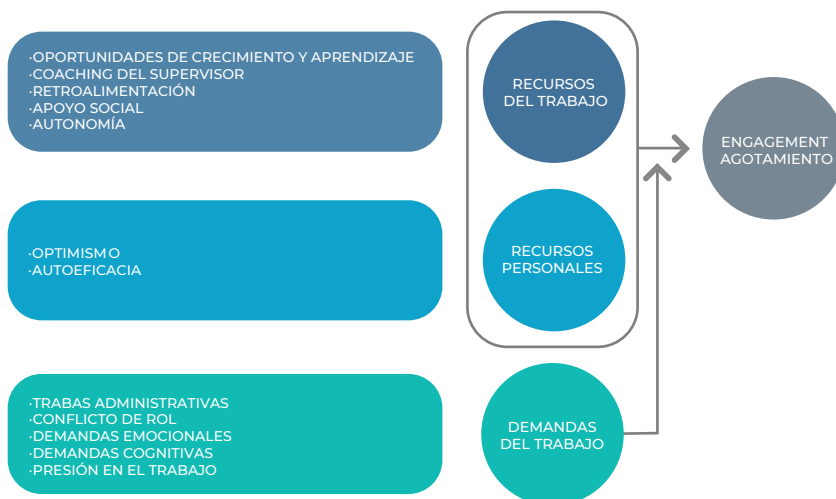 ·OPORTUNIDADES DE CRECIMIENTO Y APRENDIZAJE
·COACHING DEL SUPERVISOR
·RETROALIMENTACIÓN
·APOYO SOCIAL
·AUTONOMÍA
RECURSOS
DEL TRABAJO
ENGAGEMENT
AGOTAMIENTO
·OPTIMISMO
·AUTOEFICACIA
RECURSOS
PERSONALES
·TRABAS ADMINISTRATIVAS
·CONFLICTO DE ROL
·DEMANDAS EMOCIONALES
·DEMANDAS COGNITIVAS
·PRESIÓN EN EL TRABAJO
DEMANDAS
DEL TRABAJO